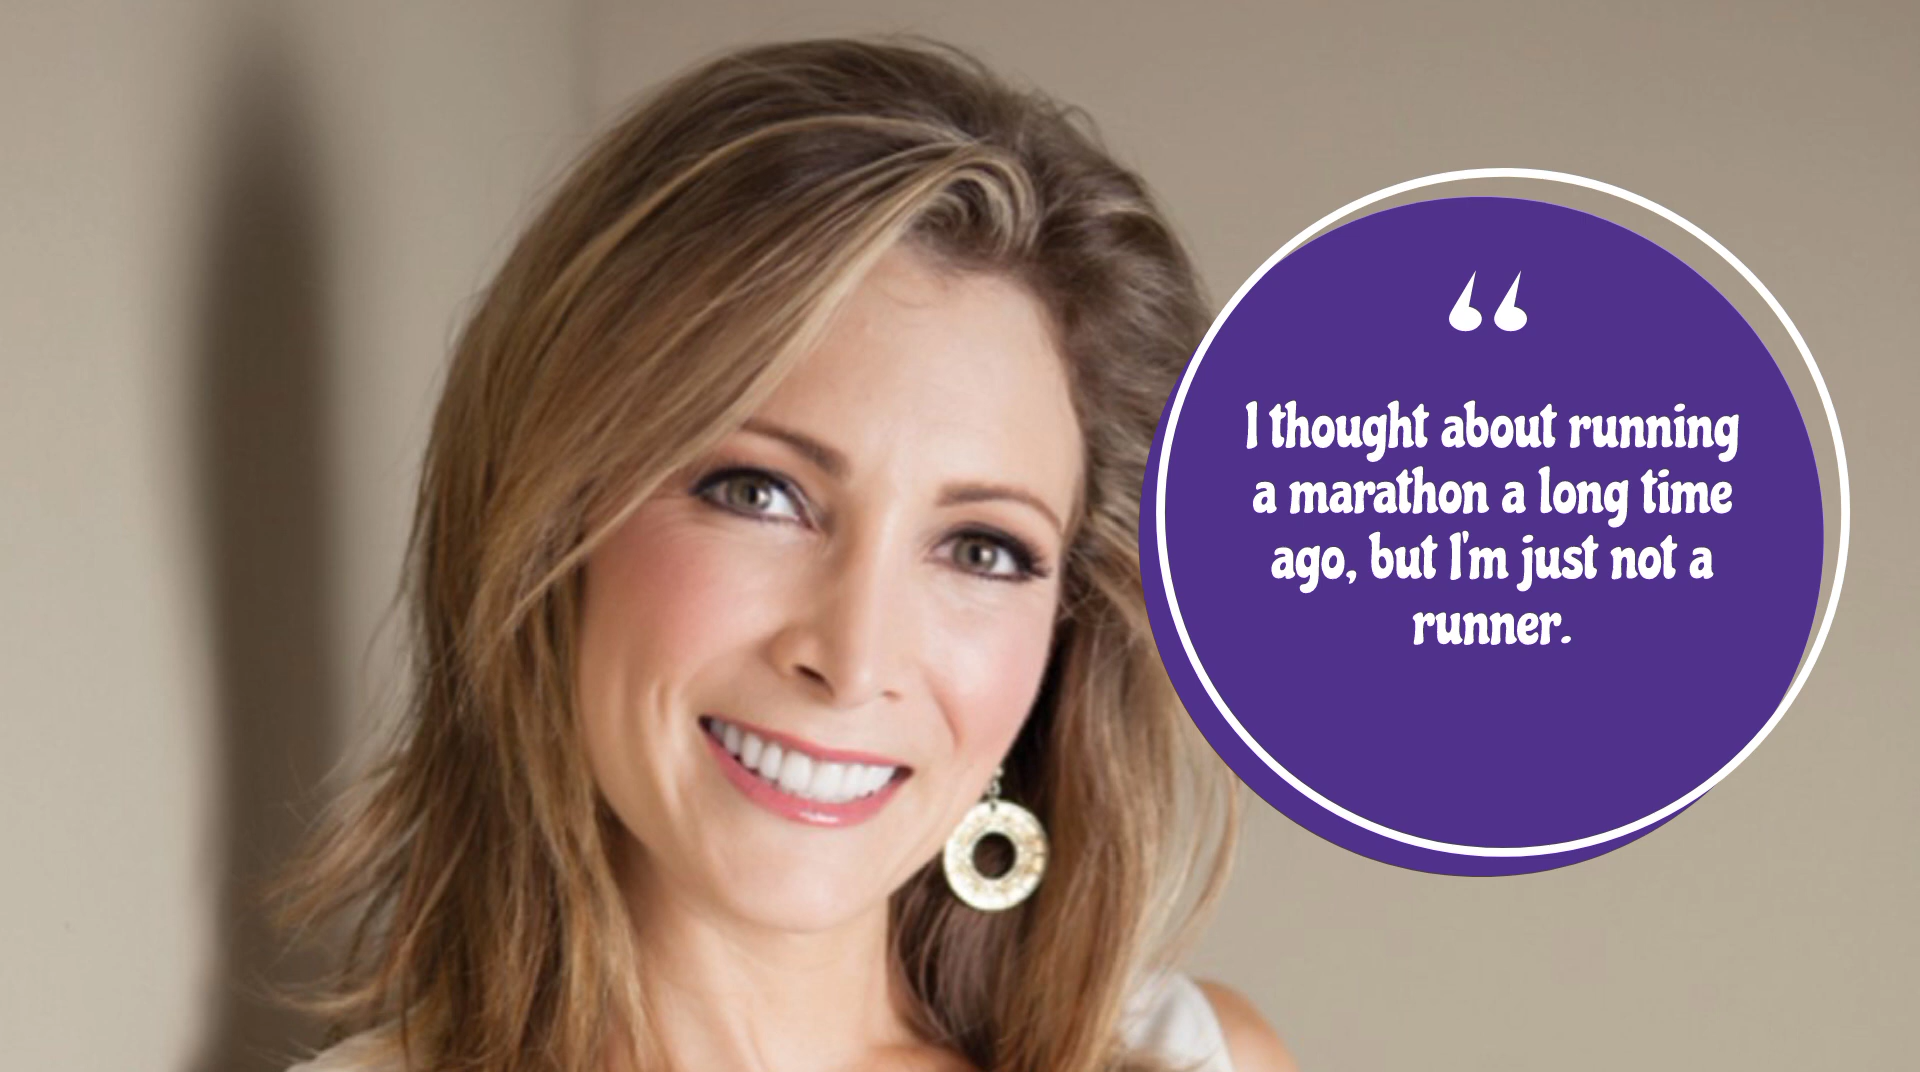 “
I thought about running
a marathon a long time
ago, but I'm just not a
runner.